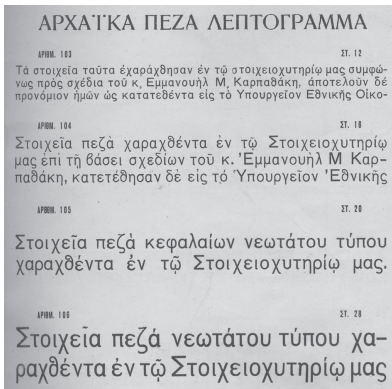 ΑΡΧΑΪΚΑ ΠΕΖΑ ΛΕΠΤΟΓΡΑΜΜΑ
ΑΡΙΘΜ. 103 ΣΤ. 12
Τὰ στοιχεῖα ταῦτα ἐχαράχθησαν ἐν τῷ στοιχειοχυτηρίῳ μας συμφώ-
νως πρὸς σχέδια τοῦ κ. Ἐμμανουὴλ Μ. Καρπαθάκη, ἀποτελοῦν δὲ
προνόμιον ἡμῶν ὡς κατατεθέντα εἰς τὸ Ὑπουργεῖον Ἐθνικῆς Οἰκο-
ΑΡΙΘΜ. 104 ΣΤ. 16
Στοιχεῖα πεζὰ χαραχθέντα ἐν τῷ Στοιχειοχυτηρίῳ
μας ἐπὶ τῇ βάσει σχεδίων τοῦ κ. Ἐμμανουὴλ Μ Καρ-
παθάκη, κατετέθησαν δὲ εἰς τὸ Ὑπουργεῖον Ἐθνικῆς
ΑΡΙΘΜ. 105 ΣΤ. 20
Στοιχεῖα πεζὰ κεφαλαίων νεωτάτου τύπου
χαραχθέντα ἐν τῷ Στοιχειοχυτηρίῳ μας.
ΑΡΙΘΜ. 106 ΣΤ. 28
Στοιχεῖα πεζά νεωτάτου τύπου χα-
ραχθέντα ἐν τῷ Στοιχειοχυτηρίῳ μας